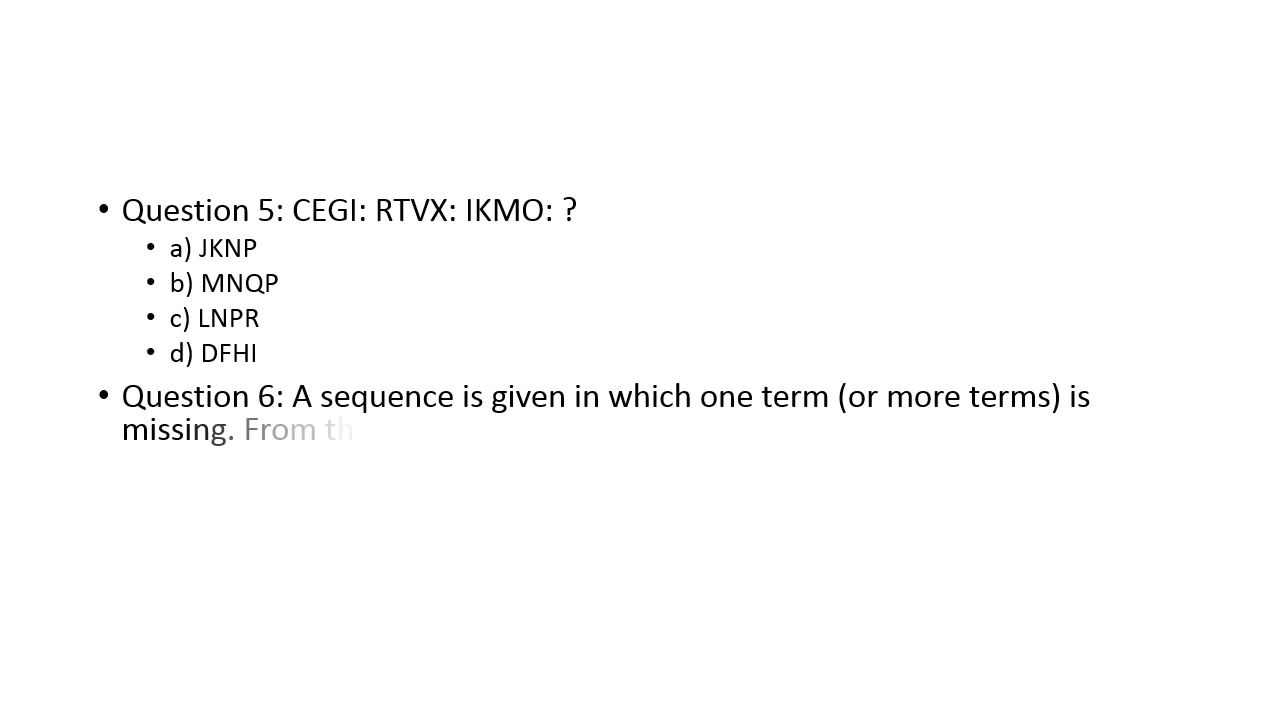 • Question 5: CEGI: RTVX: IKMO: ?
• a) JKNP
• b) MNQP
• c) LNPR
• d) DFHI
• Question 6: A sequence is given in which one term (or more terms) is
missing. From th